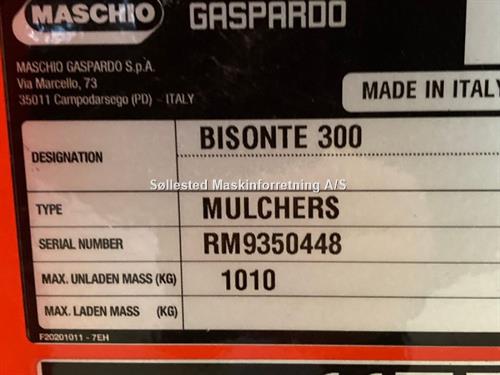 MASCHIO GASPARDO
MASCHIO GASPARDO S.p.A.
Via Marcello, 73
35011 Campodarsego (PD) - ITALY
MADE IN ITALY
DESIGNATION BISONTE 300
Søllested Maskinforretning A/S
TYPE MULCHERS
SERIAL NUMBER RM9350448
MAX. UNLADEN MASS (KG) 1010
MAX. LADEN MASS (KG)
F20201011 - 7EH